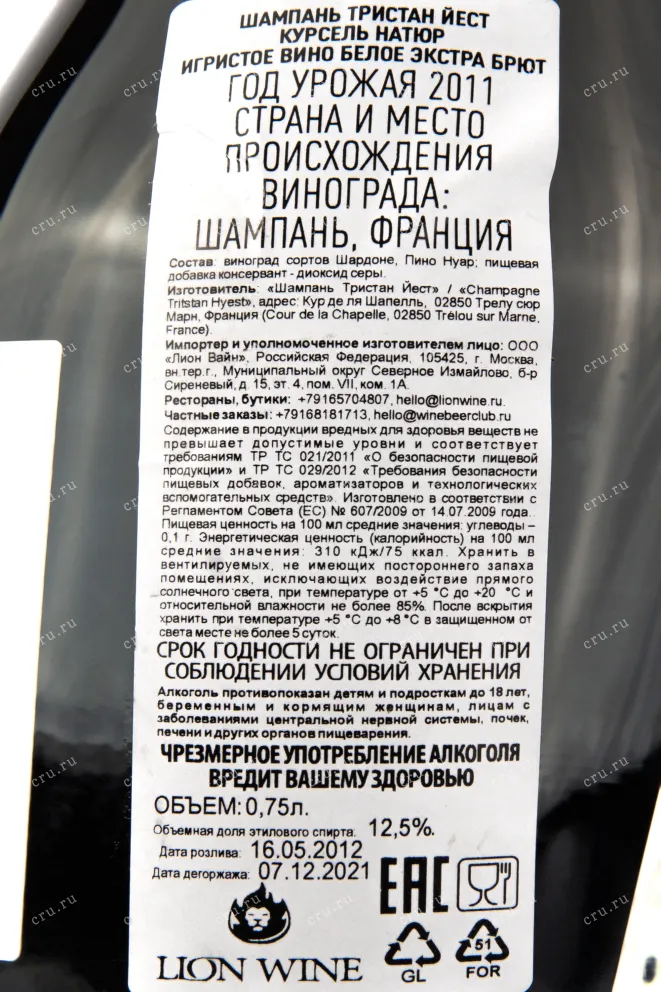 ШАМПАНЬ ТРИСТАН ЙЕСТ
КУРСЕЛЬ НАТЮР
ИГРИСТОЕ ВИНО БЕЛОЕ ЭКСТРА БРЮТ
ГОД УРОЖАЯ 2011
СТРАНА И МЕСТО
ПРОИСХОЖДЕНИЯ
ВИНОГРАДА:
ШАМПАНЬ, ФРАНЦИЯ
Состав: виноград сортов Шардоне, Пино Нуар; пищевая
добавка консервант - диоксид серы.
Изготовитель: «Шампань Тристан Йест» / «Champagne
Tritstan Hyest», адрес: Кур де ля Шапелль, 02850 Трелу сюр
Марн, Франция (Cour de la Chapelle, 02850 Trélou sur Marne,
France).
Импортер и уполномоченное изготовителем лицо: ООО
«Лион Вайн», Российская Федерация, 105425, г. Москва,
вн.тер.г., Муниципальный округ Северное Измайлово, б-р
Сиреневый, д. 15, эт. 4, пом. VII, ком. 1А.
Рестораны, бутики: +79165704807, hello@lionwine.ru.
Частные заказы: +79168181713, hello@winebeerclub.ru
Содержание в продукции вредных для здоровья веществ не
превышает допустимые уровни и соответствует
требованиям ТР ТС 021/2011 «О безопасности пищевой
продукции» и ТР ТС 029/2012 «Требования безопасности
пищевых добавок, ароматизаторов и технологических
вспомогательных средств». Изготовлено в соответствии с
Регламентом Совета (ЕС) № 607/2009 от 14.07.2009 года.
Пищевая ценность на 100 мл средние значения: углеводы –
0,1 г. Энергетическая ценность (калорийность) на 100 мл
средние значения: 310 кДж/75 ккал. Хранить в
вентилируемых, не имеющих постороннего запаха
помещениях, исключающих воздействие прямого
солнечного света, при температуре от +5 °С до +20 °С и
относительной влажности не более 85%. После вскрытия
хранить при температуре +5 °С до +8 °С в защищенном от
света месте не более 5 суток.
СРОК ГОДНОСТИ НЕ ОГРАНИЧЕН ПРИ
СОБЛЮДЕНИИ УСЛОВИЙ ХРАНЕНИЯ
Алкоголь противопоказан детям и подросткам до 18 лет,
беременным и кормящим женщинам, лицам с
заболеваниями центральной нервной системы, почек,
печени и других органов пищеварения.
ЧРЕЗМЕРНОЕ УПОТРЕБЛЕНИЕ АЛКОГОЛЯ
ВРЕДИТ ВАШЕМУ ЗДОРОВЬЮ
ОБЪЕМ: 0,75л.
Объемная доля этилового спирта: 12,5%.
Дата розлива: 16.05.2012
Дата дегоржажа: 07.12.2021
EAC
LION WINE
GL
51
FOR
cru.ru